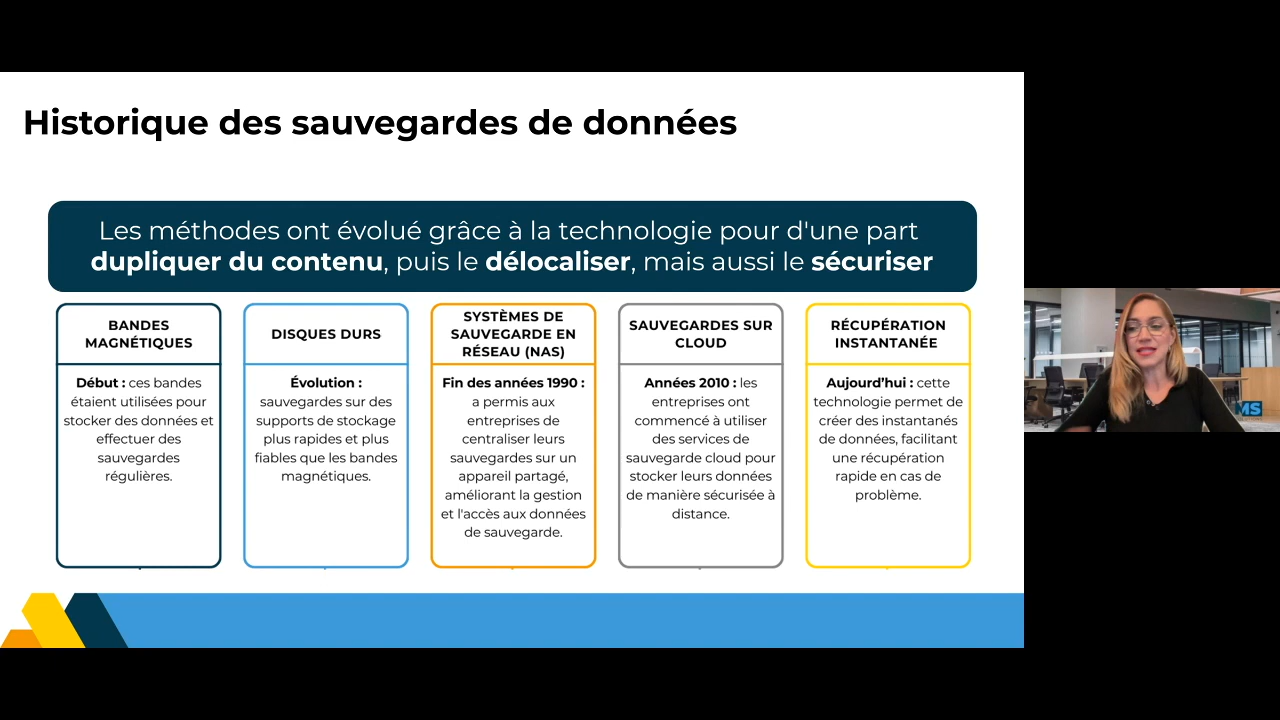 Historique des sauvegardes de données
Les méthodes ont évolué grâce à la technologie pour d'une part
dupliquer du contenu, puis le délocaliser, mais aussi le sécuriser
BANDES
MAGNÉTIQUES
Début : ces bandes
étaient utilisées pour
stocker des données et
effectuer des
sauvegardes
régulières.
DISQUES DURS
Évolution :
sauvegardes sur des
supports de stockage
plus rapides et plus
fiables que les bandes
magnétiques.
SYSTÈMES DE
SAUVEGARDE EN
RÉSEAU (NAS)
Fin des années 1990 :
a permis aux
entreprises de
centraliser leurs
sauvegardes sur un
appareil partagé,
améliorant la gestion
et l'accès aux données
de sauvegarde.
SAUVEGARDES SUR
CLOUD
Années 2010 : les
entreprises ont
commencé à utiliser
des services de
sauvegarde cloud pour
stocker leurs données
de manière sécurisée à
distance.
RÉCUPÉRATION
INSTANTANÉE
Aujourd'hui : cette
technologie permet de
créer des instantanés
de données, facilitant
une récupération
rapide en cas de
problème.
MS